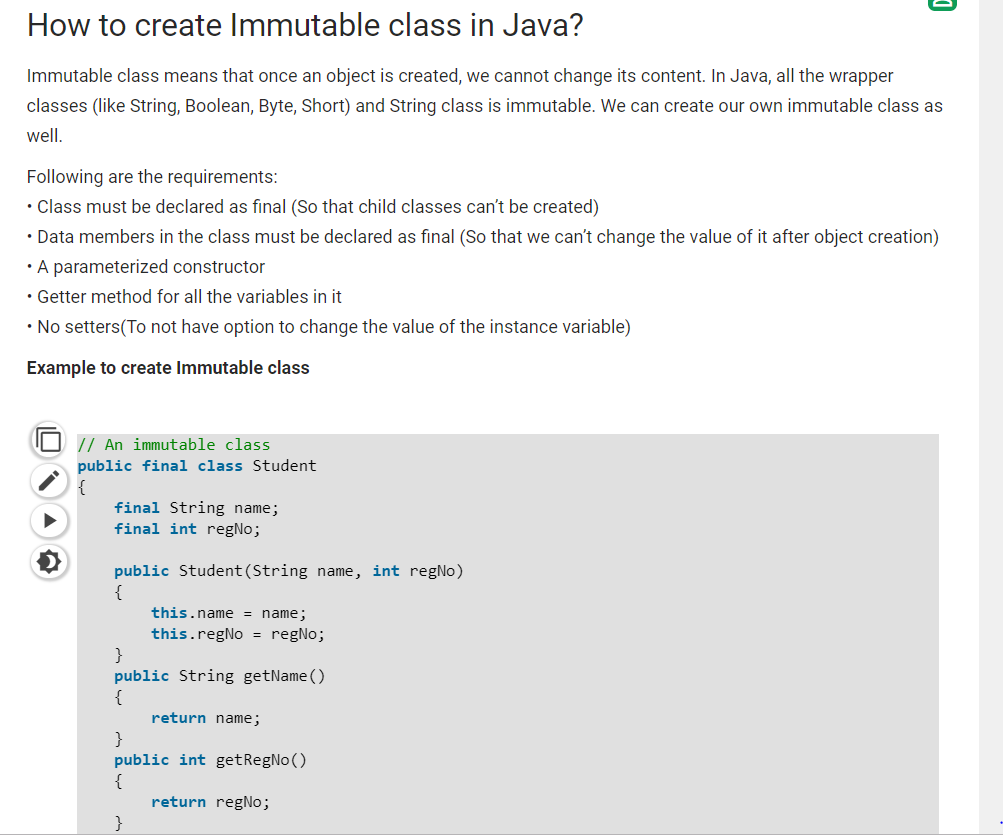 How to create Immutable class in Java?
Immutable class means that once an object is created, we cannot change its content. In Java, all the wrapper
classes (like String, Boolean, Byte, Short) and String class is immutable. We can create our own immutable class as
well.
Following are the requirements:
• Class must be declared as final (So that child classes can’t be created)
• Data members in the class must be declared as final (So that we can’t change the value of it after object creation)
• A parameterized constructor
• Getter method for all the variables in it
• No setters(To not have option to change the value of the instance variable)
Example to create Immutable class
// An immutable class
public final class Student
{
    final String name;
    final int regNo;

    public Student(String name, int regNo)
    {
        this.name = name;
        this.regNo = regNo;
    }
    public String getName()
    {
        return name;
    }
    public int getRegNo()
    {
        return regNo;
    }